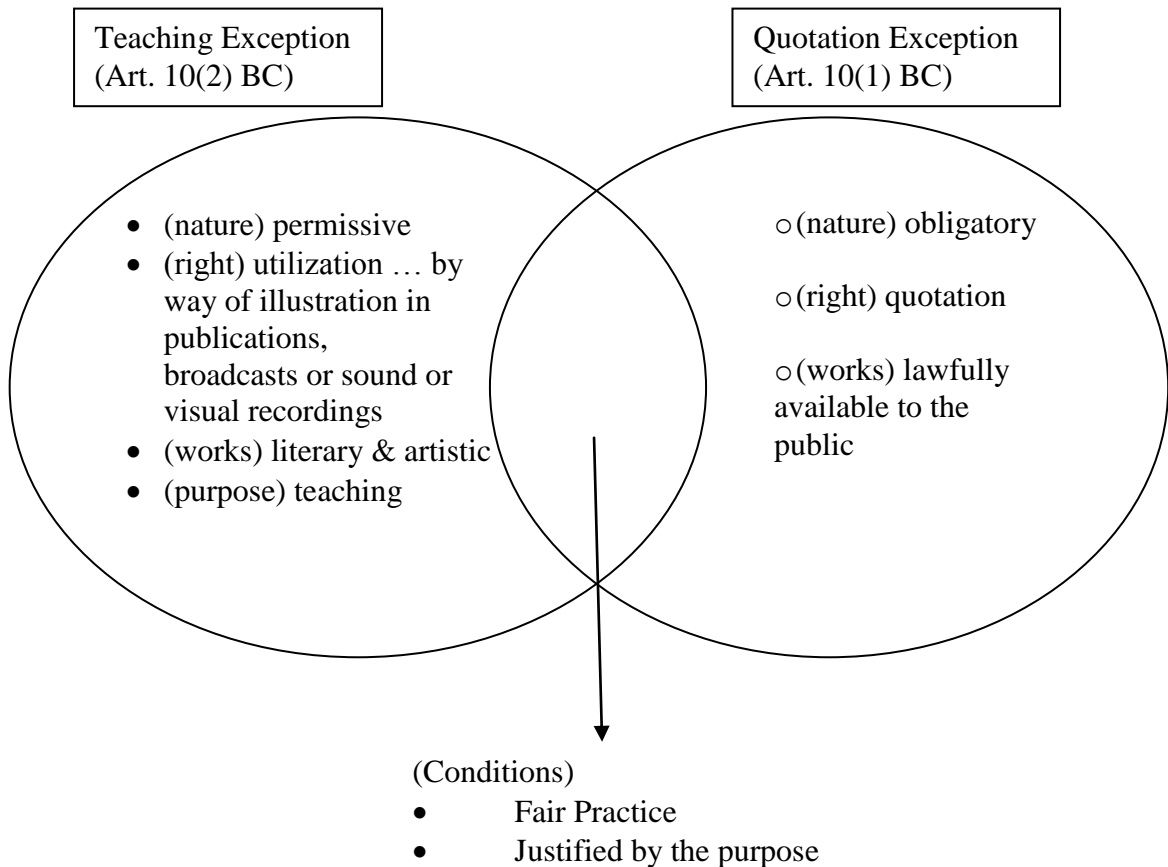 Teaching Exception
(Art. 10(2) BC)
Quotation Exception
(Art. 10(1) BC)
• (nature) permissive
• (right) utilization … by
way of illustration in
publications,
broadcasts or sound or
visual recordings
• (works) literary & artistic
• (purpose) teaching
○ (nature) obligatory
○ (right) quotation
○ (works) lawfully
available to the
public
(Conditions)
• Fair Practice
• Justified by the purpose